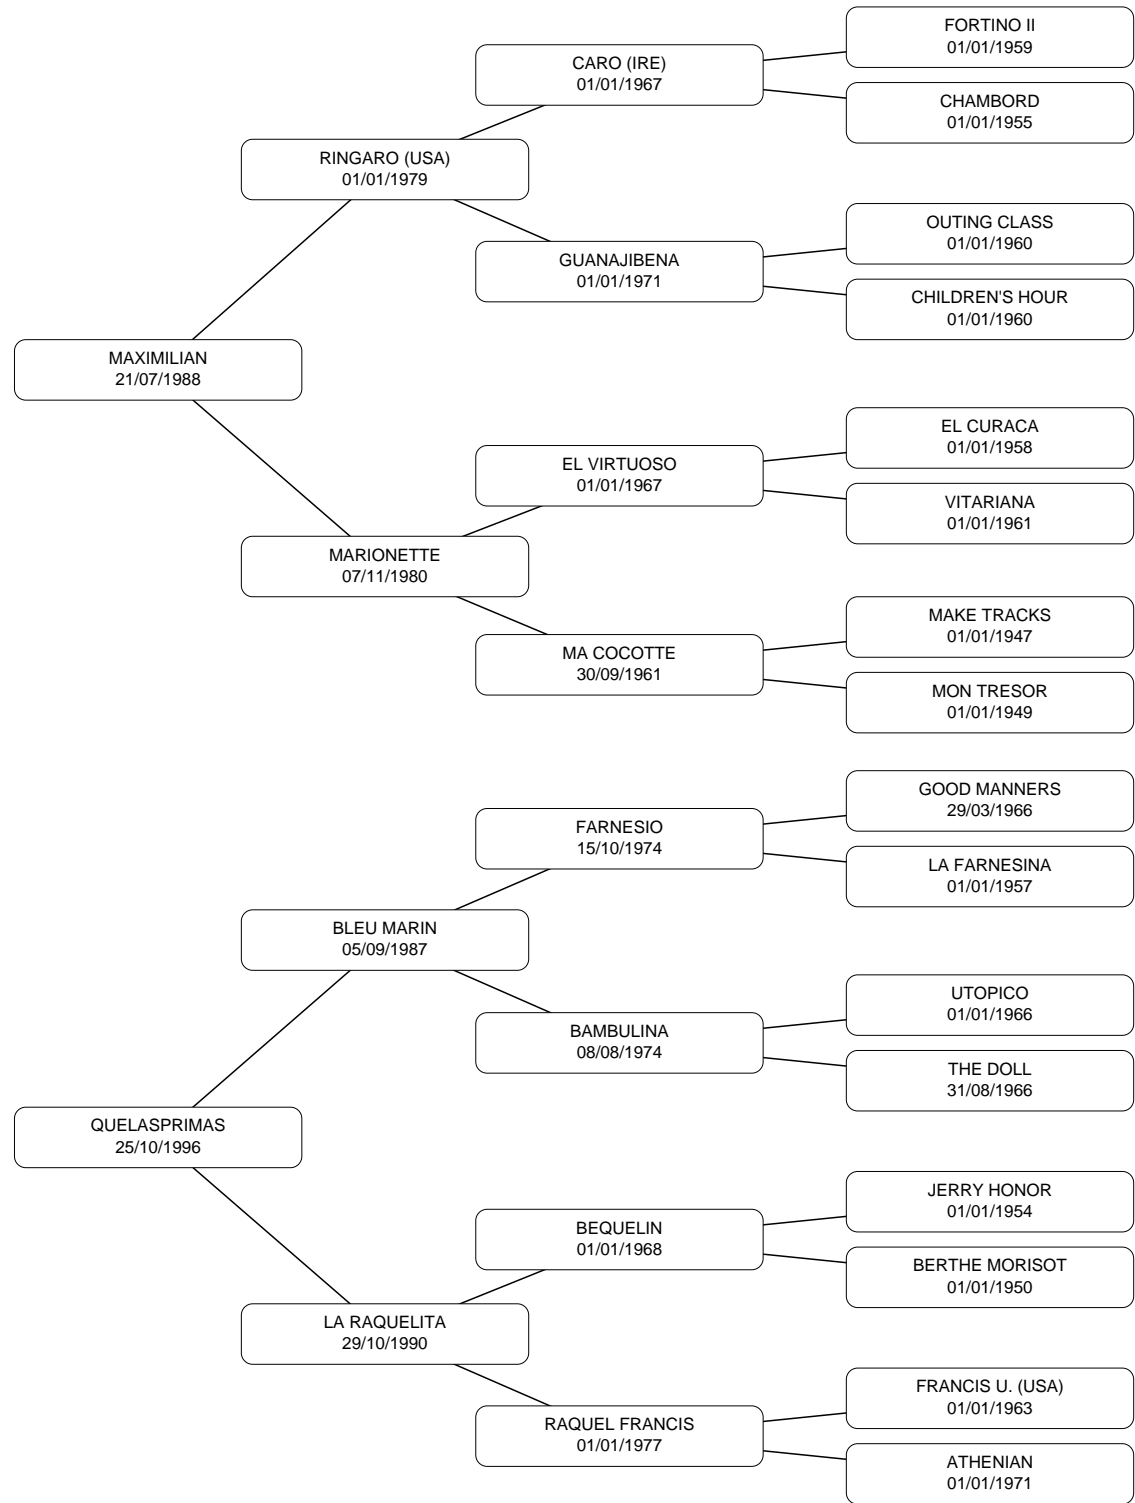 FORTINO II
01/01/1959
CARO (IRE)
01/01/1967
CHAMBORD
01/01/1955
RINGARO (USA)
01/01/1979
OUTING CLASS
01/01/1960
GUANAJIBENA
01/01/1971
CHILDREN'S HOUR
01/01/1960
MAXIMILIAN
21/07/1988
EL CURACA
01/01/1958
EL VIRTUOSO
01/01/1967
VITARIANA
01/01/1961
MARIONETTE
07/11/1980
MAKE TRACKS
01/01/1947
MA COCOTTE
30/09/1961
MON TRESOR
01/01/1949
GOOD MANNERS
29/03/1966
FARNESIO
15/10/1974
LA FARNESINA
01/01/1957
BLEU MARIN
05/09/1987
UTOPICO
01/01/1966
BAMBULINA
08/08/1974
THE DOLL
31/08/1966
QUELASPRIMAS
25/10/1996
JERRY HONOR
01/01/1954
BEQUELIN
01/01/1968
BERTHE MORISOT
01/01/1950
LA RAQUELITA
29/10/1990
FRANCIS U. (USA)
01/01/1963
RAQUEL FRANCIS
01/01/1977
ATHENIAN
01/01/1971